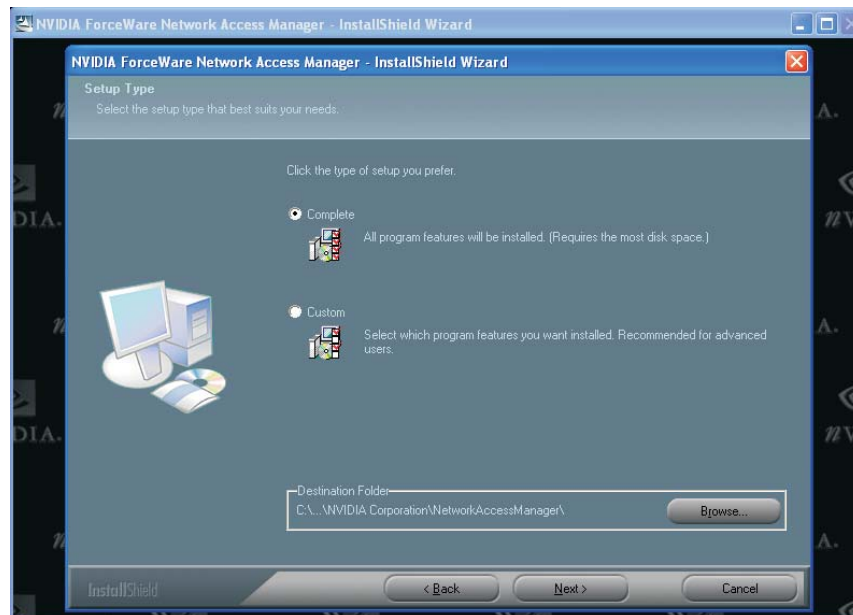 NVIDIA ForceWare Network Access Manager - InstallShield Wizard
NVIDIA ForceWare Network Access Manager - InstallShield Wizard
Setup Type
Select the setup type that best suits your needs.
Click the type of setup you prefer.
Complete
All program features will be installed. (Requires the most disk space.)
Custom
Select which program features you want installed. Recommended for advanced
users.
Destination Folder
C:\...\NVIDIA Corporation\NetworkAccessManager\
Browse...
InstallShield
< Back
Next >
Cancel